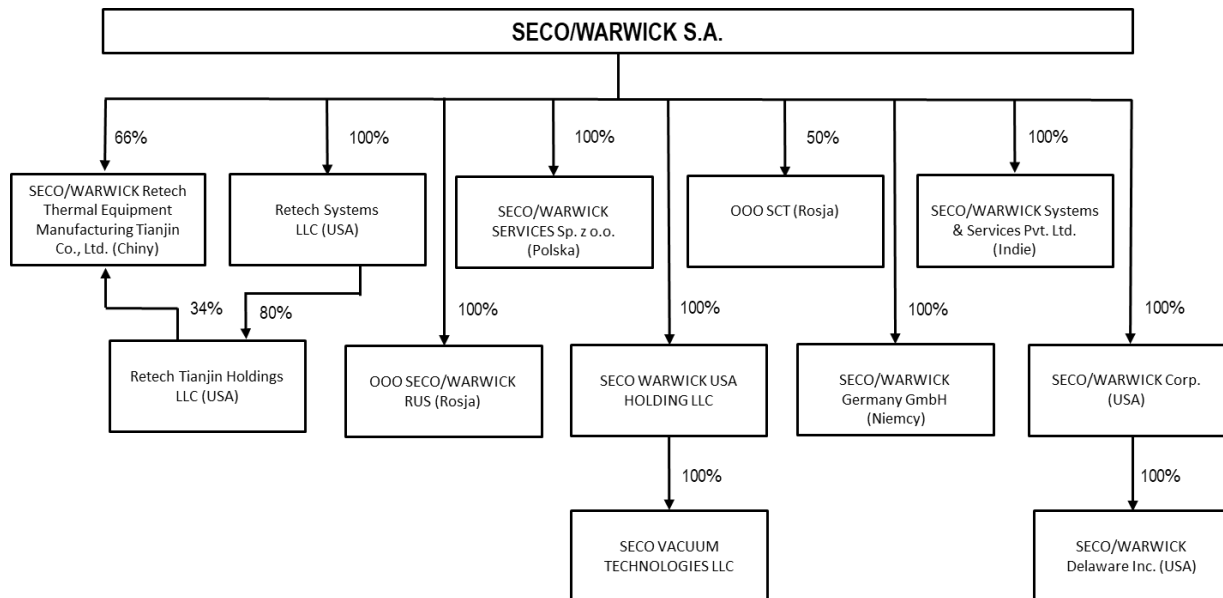 SECO/WARWICK S.A.
66%
100%
100%
50%
100%
SECO/WARWICK Retech
Thermal Equipment
Manufacturing Tianjin
Co., Ltd. (Chiny)
Retech Systems
LLC (USA)
SECO/WARWICK
SERVICES Sp. z o.o.
(Polska)
OOO SCT (Rosja)
SECO/WARWICK Systems
& Services Pvt. Ltd.
(Indie)
34%
80%
100%
100%
100%
100%
Retech Tianjin Holdings
LLC (USA)
OOO SECO/WARWICK
RUS (Rosja)
SECO WARWICK USA
HOLDING LLC
SECO/WARWICK
Germany GmbH
(Niemcy)
SECO/WARWICK Corp.
(USA)
100%
100%
SECO VACUUM
TECHNOLOGIES LLC
SECO/WARWICK
Delaware Inc. (USA)